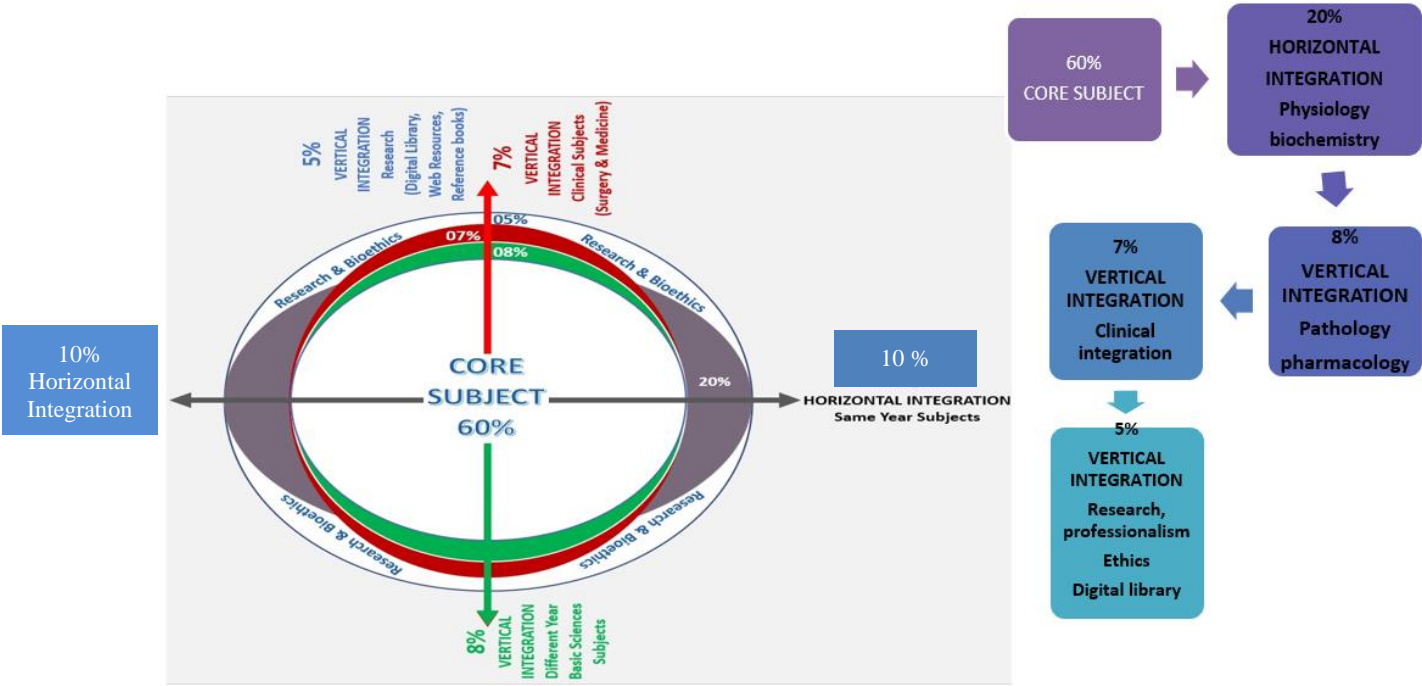 5%
VERTICAL
INTEGRATION
Research
(Digital Library,
Web Resources,
Reference books)
7%
VERTICAL
INTEGRATION
Clinical Subjects
(Surgery & Medicine)
05%
07%
08%
Research & Bioethics
Research & Bioethics
10%
Horizontal
Integration
CORE
SUBJECT
60%
20%
10 %
HORIZONTAL INTEGRATION
Same Year Subjects
Research & Bioethics
Research & Bioethics
8%
VERTICAL
INTEGRATION
Different Year
Basic Sciences
Subjects
60%
CORE SUBJECT
20%
HORIZONTAL
INTEGRATION
Physiology
biochemistry
8%
VERTICAL
INTEGRATION
Pathology
pharmacology
7%
VERTICAL
INTEGRATION
Clinical
integration
5%
VERTICAL
INTEGRATION
Research,
professionalism
Ethics
Digital library